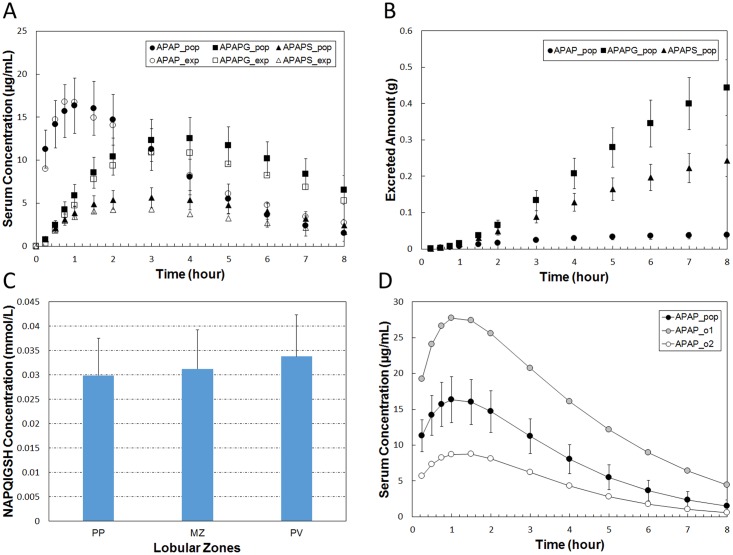 A
Serum Concentration (µg/mL)
25
20
15
10
5
0
APAP_pop APAPG_pop APAPS_pop
APAP_exp APAPG_exp APAPS_exp
0 1 2 3 4 5 6 7 8
Time (hour)
B
Excreted Amount (g)
0.6
0.5
0.4
0.3
0.2
0.1
0
APAP_pop APAPG_pop APAPS_pop
0 1 2 3 4 5 6 7 8
Time (hour)
C
NAPQIGSH Concentration (mmol/L)
0.045
0.04
0.035
0.03
0.025
0.02
0.015
0.01
0.005
0
PP MZ PV
Lobular Zones
D
Serum Concentration (µg/mL)
30
25
20
15
10
5
0
APAP_pop
APAP_o1
APAP_o2
0 1 2 3 4 5 6 7 8
Time (hour)